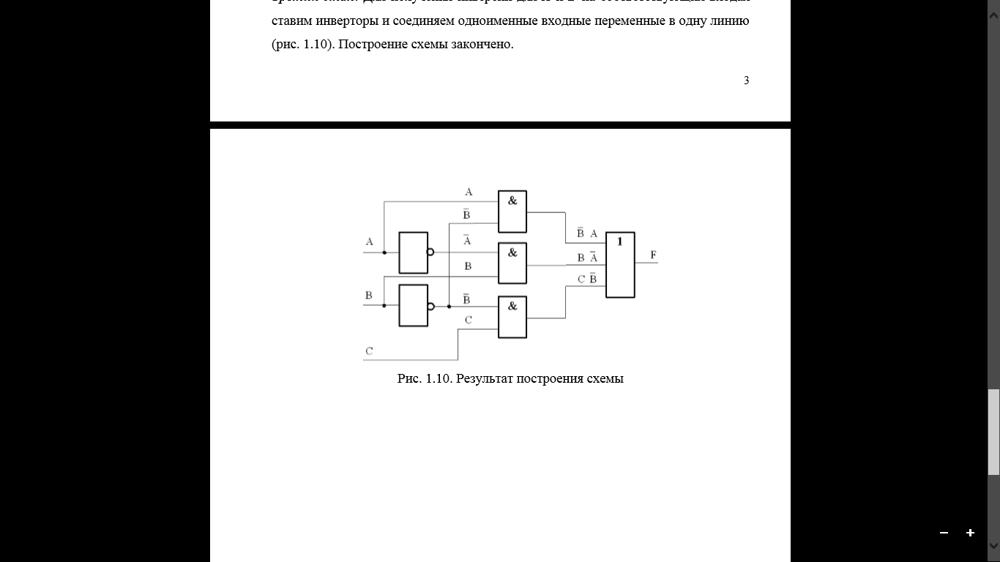 ставим инверторы и соединяем одноименные входные переменные в одну линию
(рис. 1.10). Построение схемы закончено.
3
A
&
B̅
A
A̅
&
B
B
B̅
&
C
C
B̅ A
B A̅
C B̅
1
F
Рис. 1.10. Результат построения схемы
− +